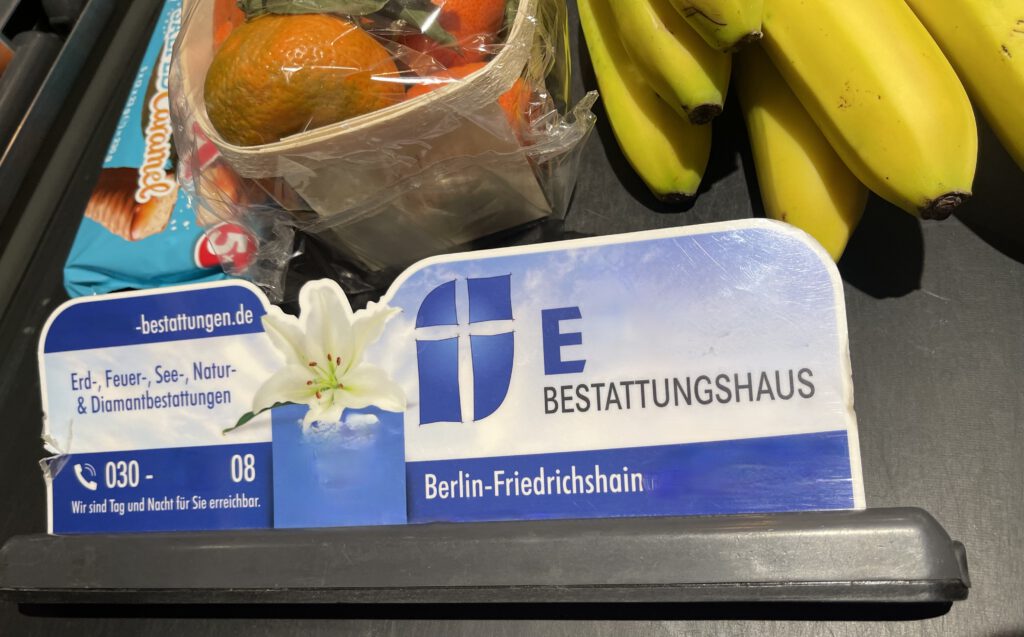 Caramel
5x
-bestattungen.de
Erd-, Feuer-, See-, Natur-
& Diamantbestattungen
030 - 08
Wir sind Tag und Nacht für Sie erreichbar.
E
BESTATTUNGSHAUS
Berlin-Friedrichshain